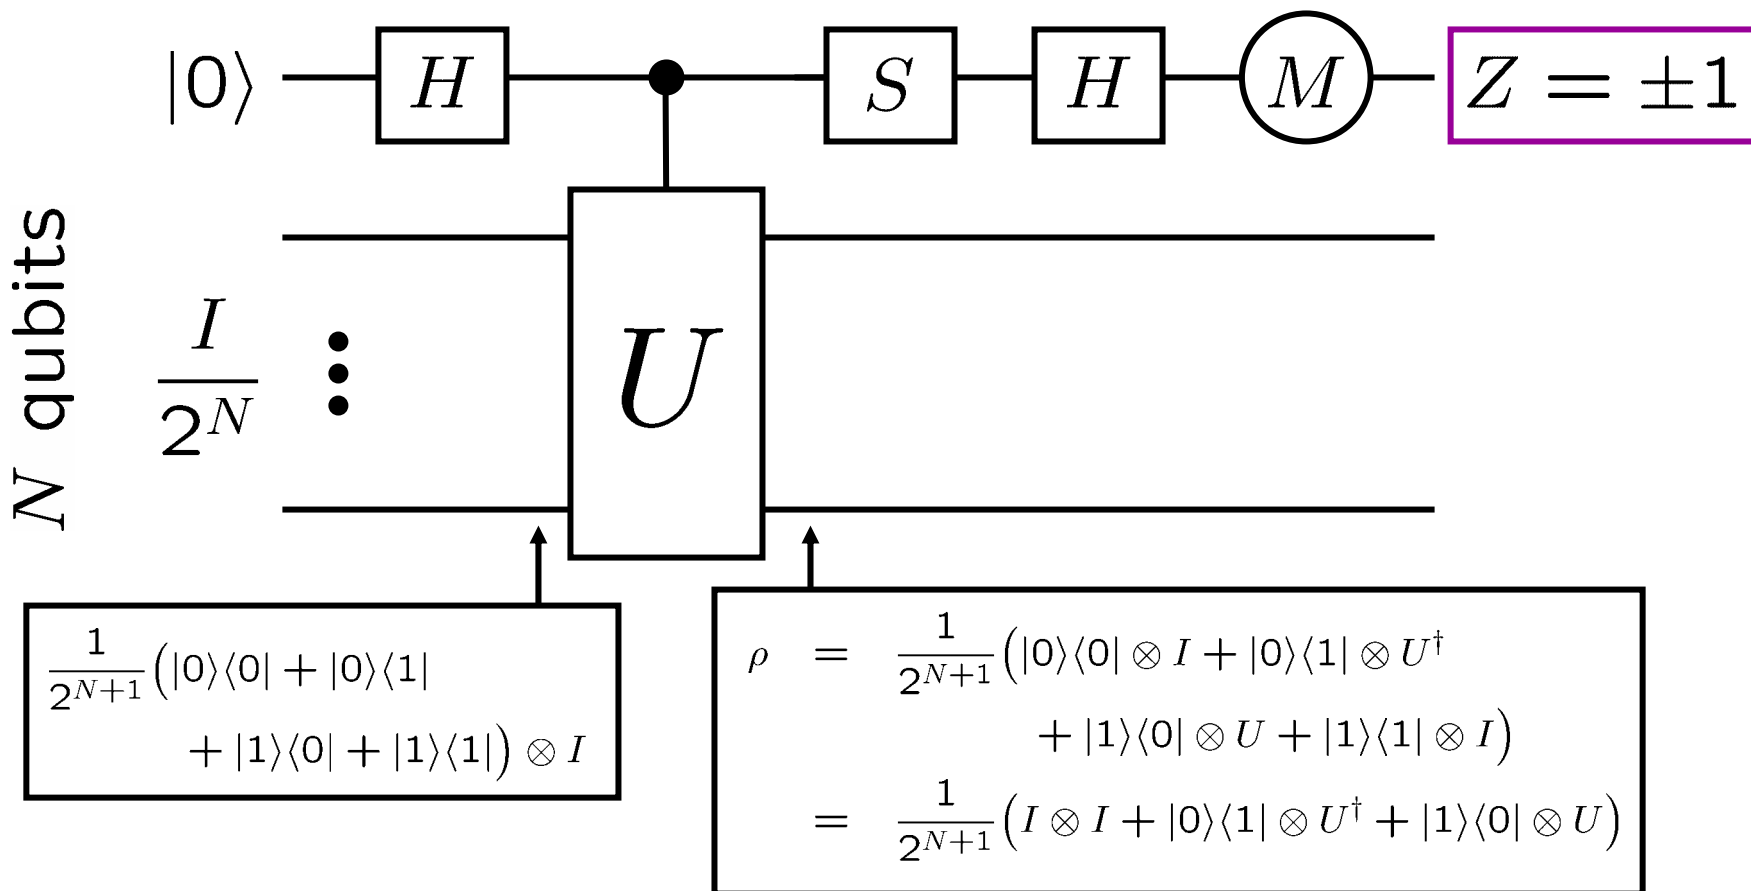 |0⟩ H S H M Z = ±1
N qubits
I
2^N
⋮
U
1/2^{N+1} (|0⟩⟨0| + |0⟩⟨1|
+ |1⟩⟨0| + |1⟩⟨1|) ⊗ I
ρ = 1/2^{N+1} (|0⟩⟨0| ⊗ I + |0⟩⟨1| ⊗ U†
+ |1⟩⟨0| ⊗ U + |1⟩⟨1| ⊗ I)
= 1/2^{N+1} (I ⊗ I + |0⟩⟨1| ⊗ U† + |1⟩⟨0| ⊗ U)